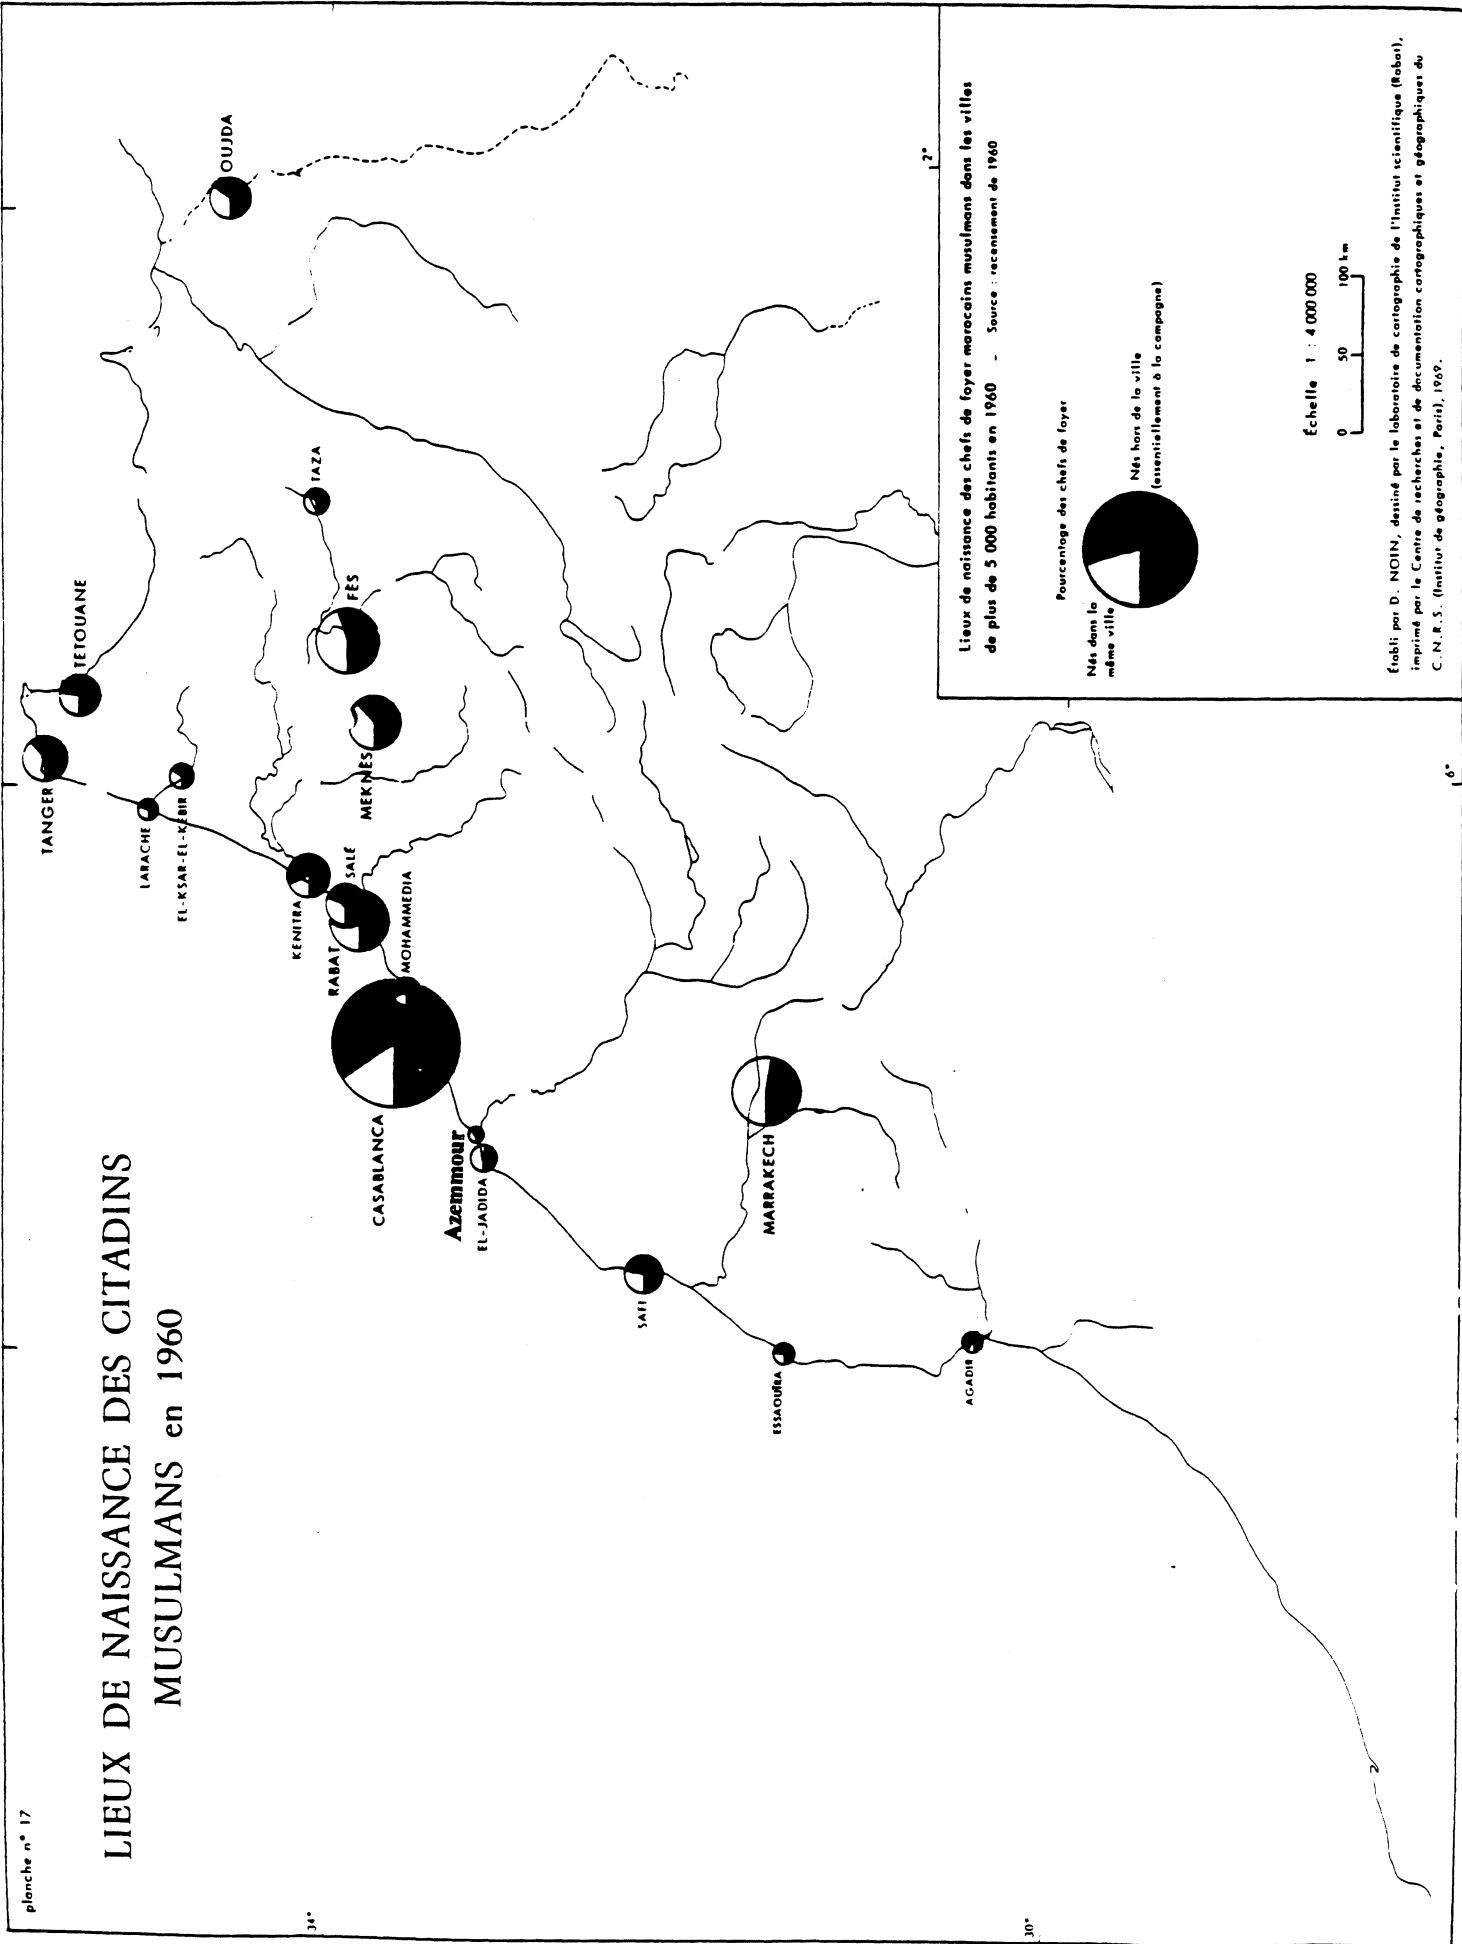 planche n° 17
LIEUX DE NAISSANCE DES CITADINS
MUSULMANS en 1960
TANGER
TETOUANE
LARACHE
EL-KSAR-EL-KEBIR
OUJDA
TAZA
FÈS
MEKNÈS
KENITRA
SALÉ
RABAT
MOHAMMEDIA
CASABLANCA
Azemmour
EL-JADIDA
SAFI
MARRAKECH
ESSAOUÏRA
AGADIR
34°
30°
2°
6°
Lieux de naissance des chefs de foyer marocains musulmans dans les villes
de plus de 5 000 habitants en 1960 - Source : recensement de 1960
Pourcentage des chefs de foyer
Nés dans la
même ville
Nés hors de la ville
(essentiellement à la campagne)
Échelle 1 : 4 000 000
0 50 100 km
Établi par D. NOIN, dessiné par le laboratoire de cartographie de l'Institut scientifique (Rabat),
imprimé par le Centre de recherches et de documentation cartographiques et géographiques du
C.N.R.S. (Institut de géographie, Paris), 1969.